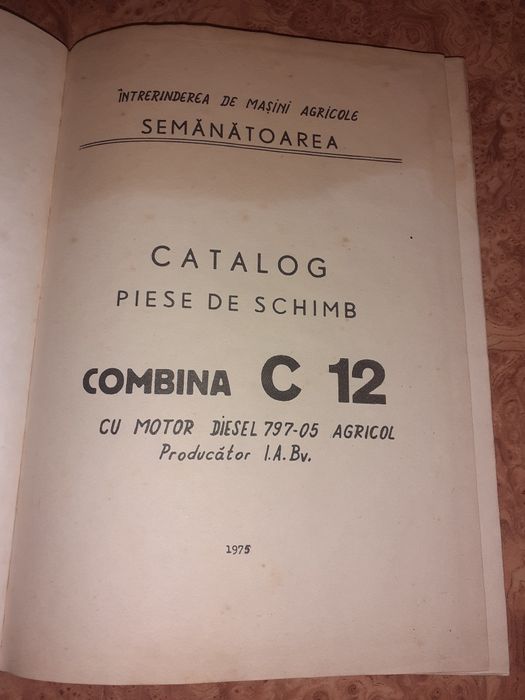 ÎNTRERINDEREA DE MAȘINI AGRICOLE
SEMĂNĂTOAREA
CATALOG
PIESE DE SCHIMB
COMBINA C 12
CU MOTOR DIESEL 797-05 AGRICOL
Producător I.A.Bv.
1975